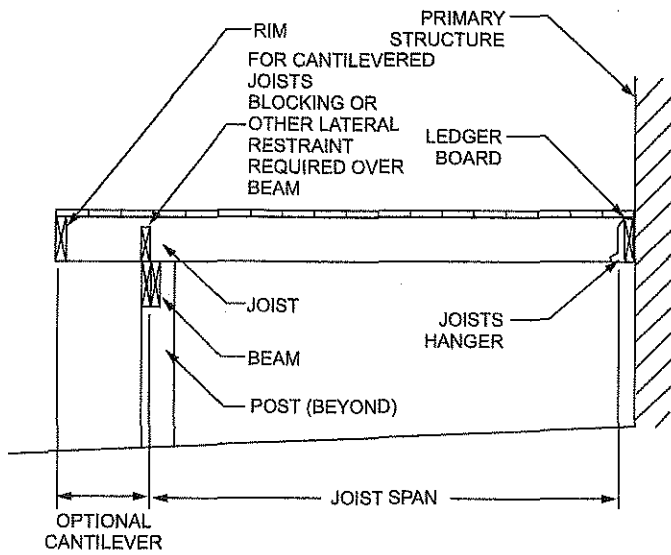 PRIMARY
STRUCTURE
RIM
FOR CANTILEVERED
JOISTS
BLOCKING OR
OTHER LATERAL
RESTRAINT
REQUIRED OVER
BEAM
LEDGER
BOARD
JOIST
JOISTS
HANGER
BEAM
POST (BEYOND)
JOIST SPAN
OPTIONAL
CANTILEVER